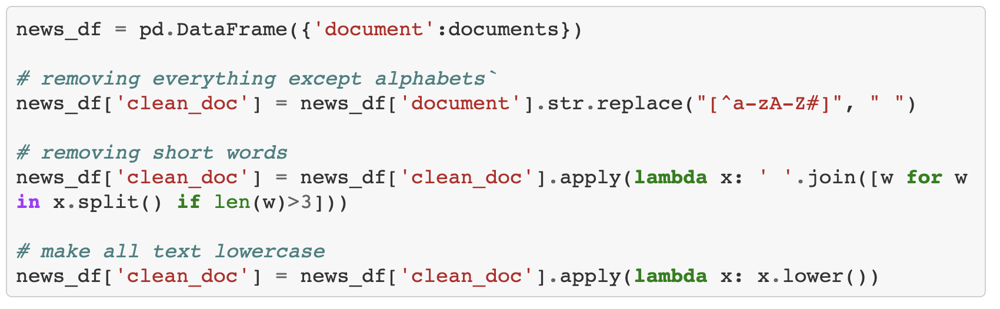 news_df = pd.DataFrame({'document':documents})
# removing everything except alphabets`
news_df['clean_doc'] = news_df['document'].str.replace("[^a-zA-Z#]", " ")
# removing short words
news_df['clean_doc'] = news_df['clean_doc'].apply(lambda x: ' '.join([w for w
in x.split() if len(w)>3]))
# make all text lowercase
news_df['clean_doc'] = news_df['clean_doc'].apply(lambda x: x.lower())